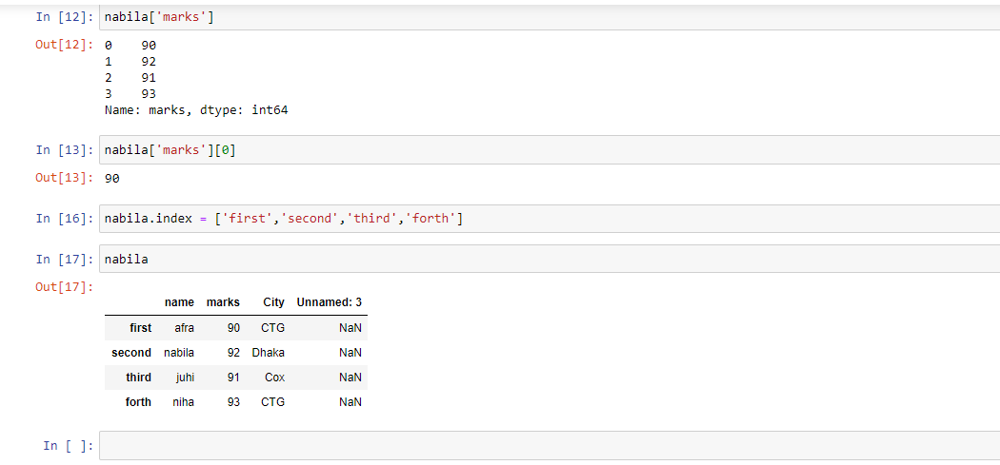 In [12]: nabila['marks']
Out[12]: 0 90
1 92
2 91
3 93
Name: marks, dtype: int64
In [13]: nabila['marks'][0]
Out[13]: 90
In [16]: nabila.index = ['first','second','third','forth']
In [17]: nabila
Out[17]:
name marks City Unnamed: 3
first afra 90 CTG NaN
second nabila 92 Dhaka NaN
third juhi 91 Cox NaN
forth niha 93 CTG NaN
In [ ]: